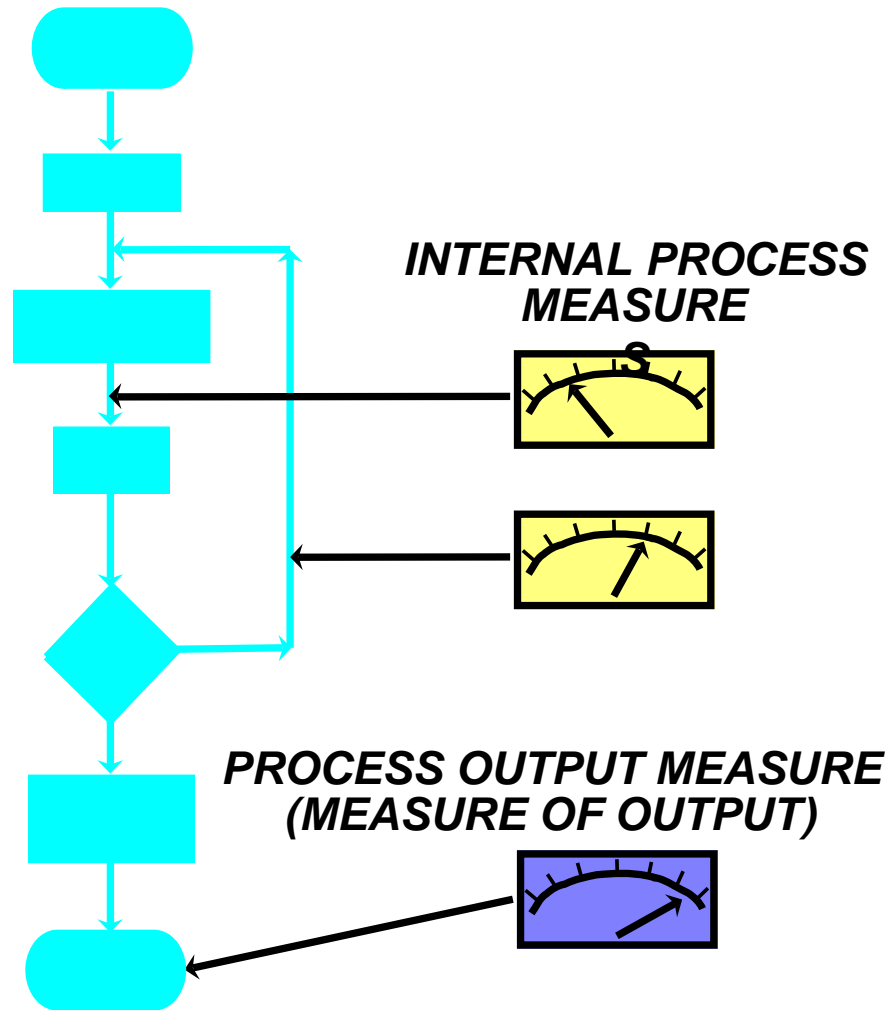 INTERNAL PROCESS
MEASURE
S
PROCESS OUTPUT MEASURE
(MEASURE OF OUTPUT)